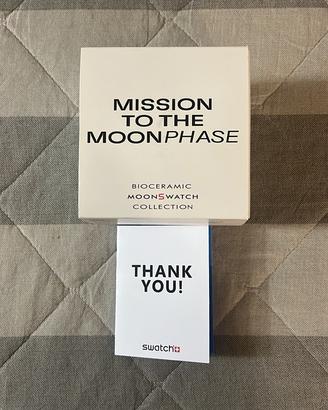 MISSION
TO THE
MOONPHASE
BIOCERAMIC
MOONSWATCH
COLLECTION
THANK
YOU!
swatch